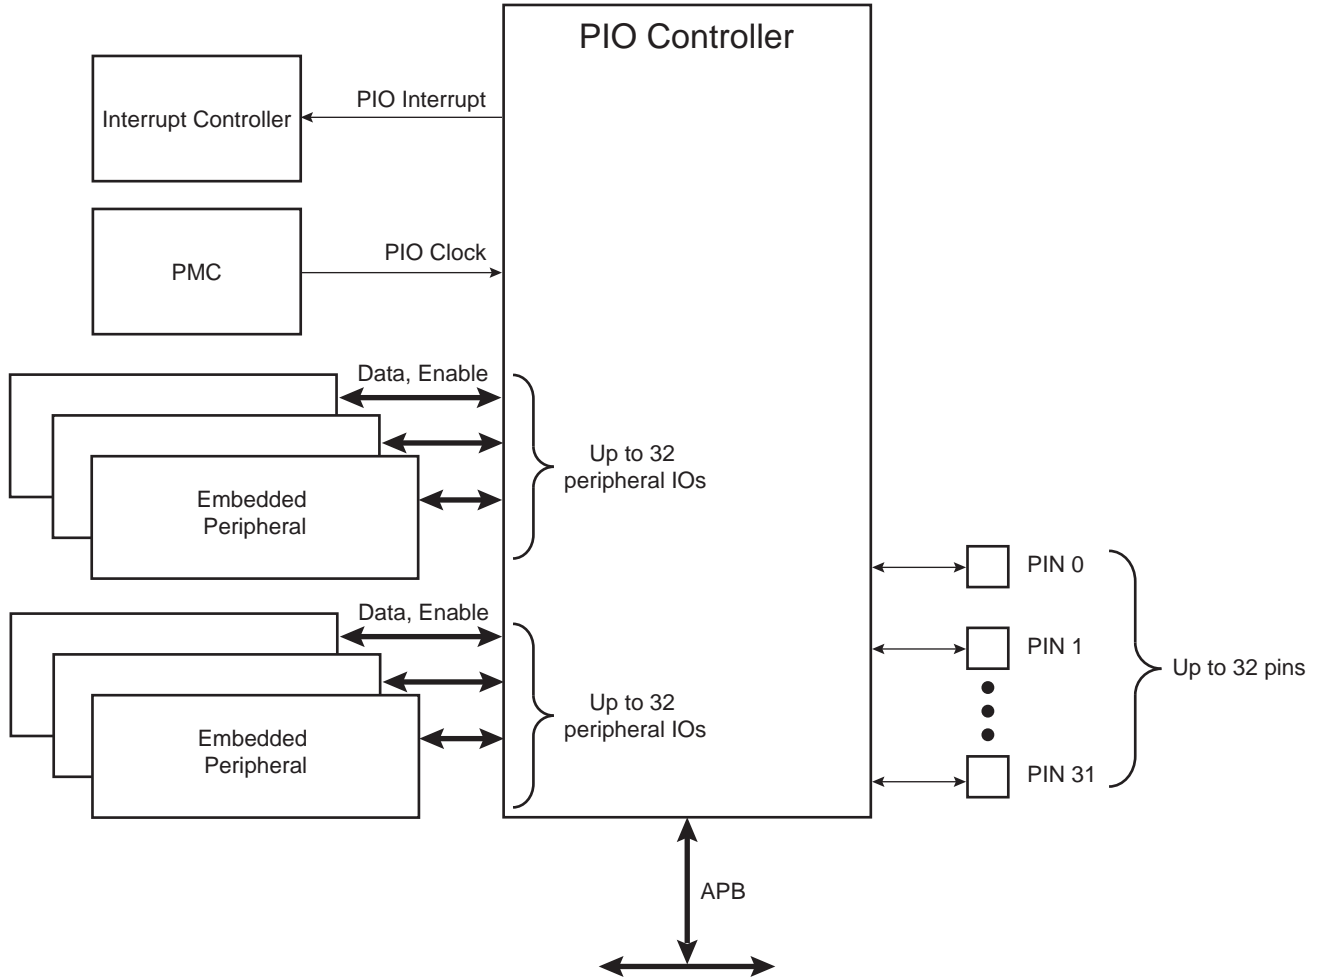 PIO Controller
PIO Interrupt
Interrupt Controller
PIO Clock
PMC
Data, Enable
Up to 32
peripheral IOs
Embedded
Peripheral
PIN 0
Data, Enable
PIN 1
Up to 32 pins
Up to 32
peripheral IOs
Embedded
Peripheral
PIN 31
APB